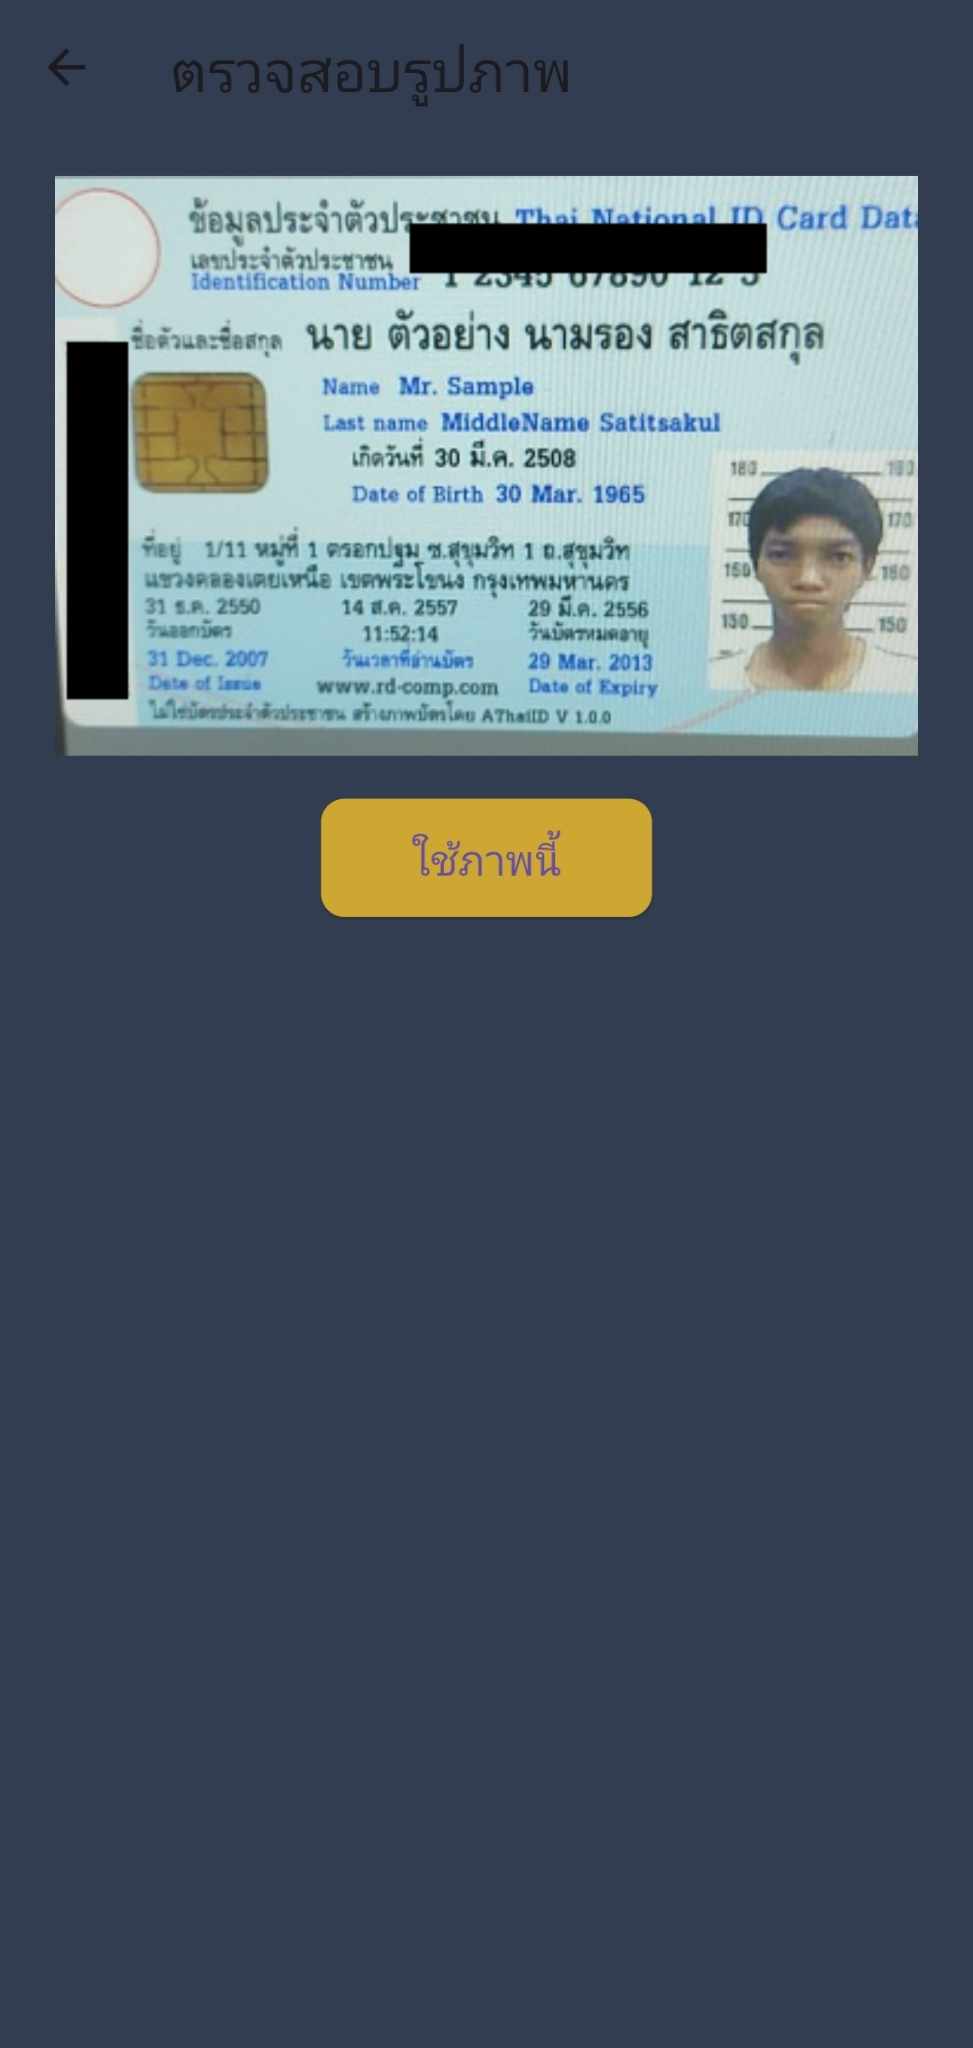 ตรวจสอบรูปภาพ
ข้อมูลประจำตัวประชาชน Thai National ID Card Data
เลขประจำตัวประชาชน
Identification Number 1 2345 67890 12 3
ชื่อตัวและชื่อสกุล นาย ตัวอย่าง นามรอง สาธิตสกุล
Name Mr. Sample
Last name MiddleName Satitsakul
เกิดวันที่ 30 มี.ค. 2508
Date of Birth 30 Mar. 1965
180 180
170 170
160 160
150 150
ที่อยู่ 1/11 หมู่ที่ 1 ตรอกปฐม ซ.สุขุมวิท 1 ถ.สุขุมวิท
แขวงคลองเตยเหนือ เขตพระโขนง กรุงเทพมหานคร
31 ธ.ค. 2550 14 ส.ค. 2557 29 มี.ค. 2556
วันออกบัตร 11:52:14 วันบัตรหมดอายุ
31 Dec. 2007 วันเวลาที่อ่านบัตร 29 Mar. 2013
Date of Issue www.rd-comp.com Date of Expiry
ไม่ใช่บัตรประจำตัวประชาชน สร้างภาพบัตรโดย AThaiID V 1.0.0
ใช้ภาพนี้